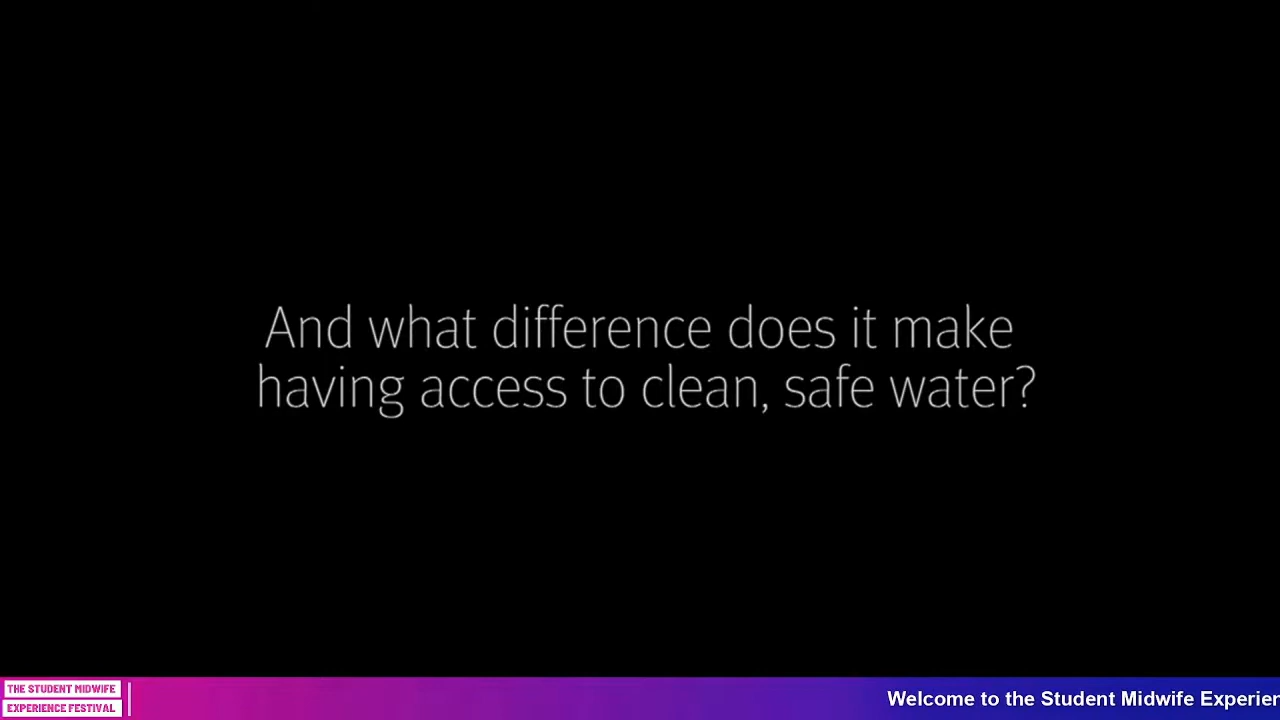 And what difference does it make
having access to clean, safe water?
THE STUDENT MIDWIFE
EXPERIENCE FESTIVAL
Welcome to the Student Midwife Experien